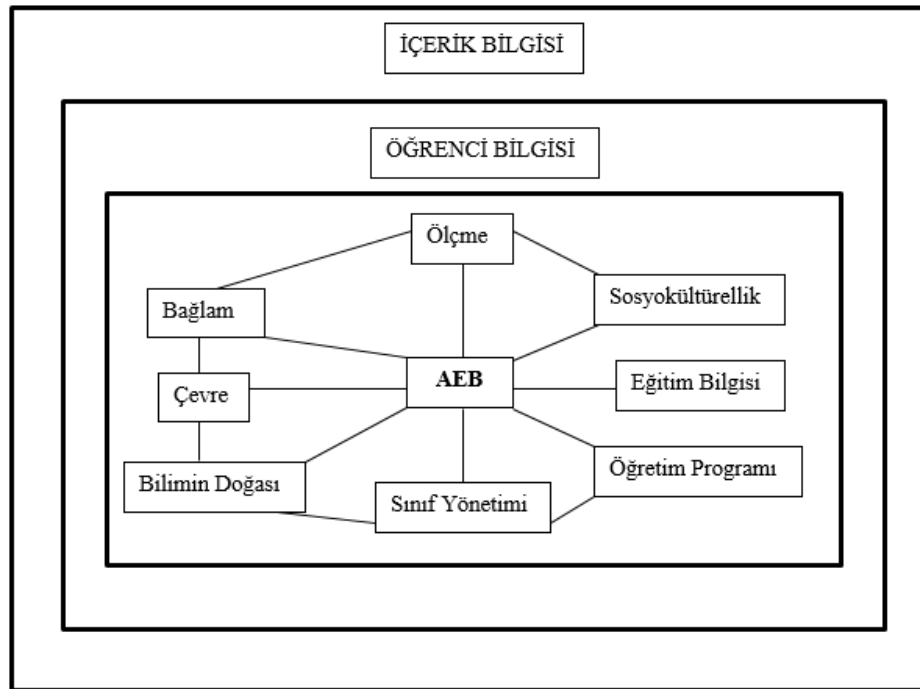 İÇERİK BİLGİSİ
ÖĞRENCİ BİLGİSİ
Ölçme
Sosyokültürellik
Bağlam
AEB
Eğitim Bilgisi
Çevre
Öğretim Programı
Bilimin Doğası
Sınıf Yönetimi